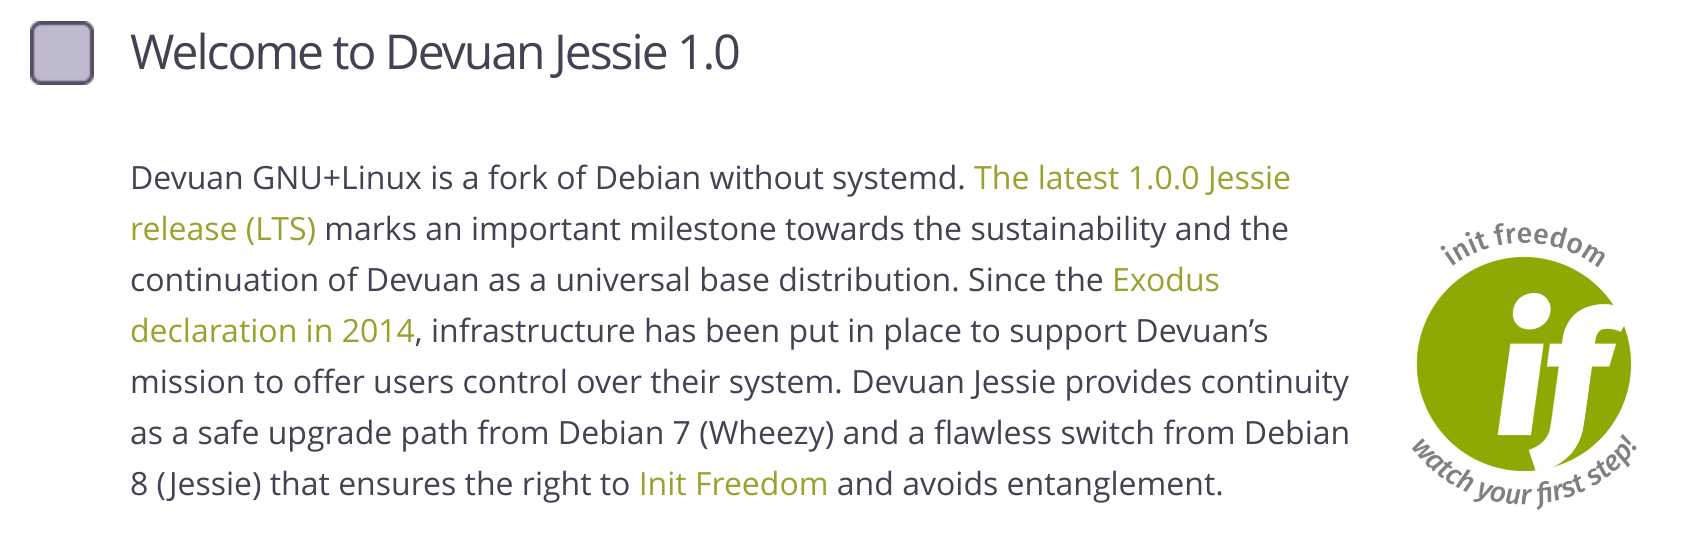 Welcome to Devuan Jessie 1.0
Devuan GNU+Linux is a fork of Debian without systemd. The latest 1.0.0 Jessie
release (LTS) marks an important milestone towards the sustainability and the
continuation of Devuan as a universal base distribution. Since the Exodus
declaration in 2014, infrastructure has been put in place to support Devuan’s
mission to offer users control over their system. Devuan Jessie provides continuity
as a safe upgrade path from Debian 7 (Wheezy) and a flawless switch from Debian
8 (Jessie) that ensures the right to Init Freedom and avoids entanglement.
init freedom
if
watch your first step!